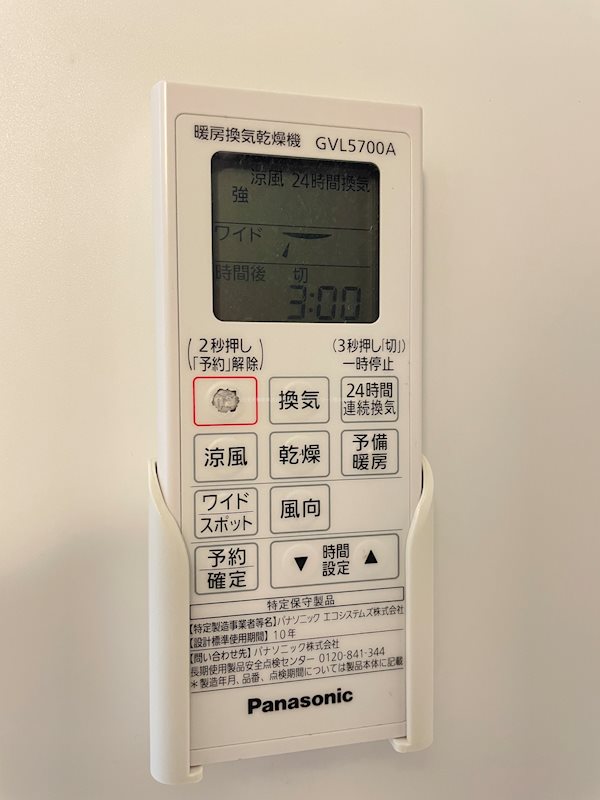 暖房換気乾燥機 GVL5700A
涼風 24時間換気
強
ワイド
時間後 切
3:00
(2秒押し 「予約」解除)
(3秒押し「切」) 一時停止
換気
24時間
連続換気
涼風
乾燥
予備
暖房
ワイド
スポット
風向
予約
確定
▼ 時間
設定 ▲
特定保守製品
【特定製造事業者等名】パナソニック エコシステムズ株式会社
【設計標準使用期間】10年
【問い合わせ先】パナソニック株式会社
長期使用製品安全点検センター 0120-841-344
*製造年月、品番、点検期間については製品本体に記載
Panasonic